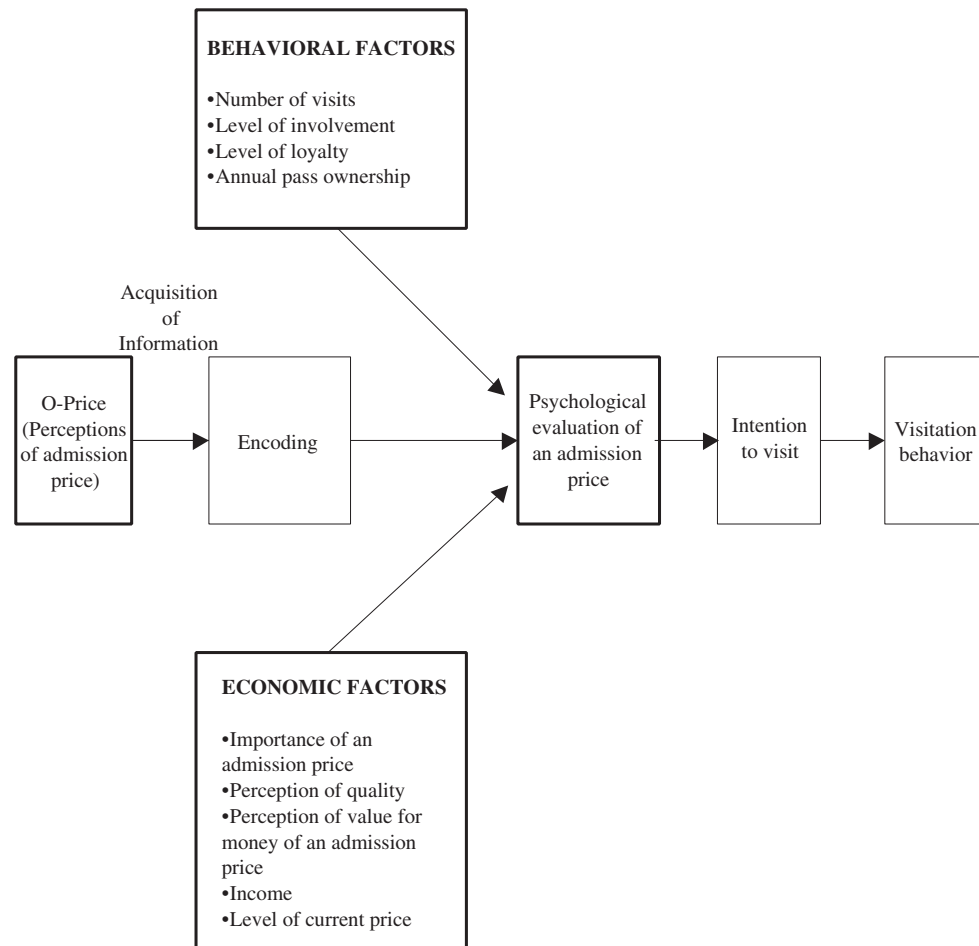 BEHAVIORAL FACTORS
•Number of visits
•Level of involvement
•Level of loyalty
•Annual pass ownership
Acquisition
of
Information
O-Price
(Perceptions
of admission
price)
Encoding
Psychological
evaluation of
an admission
price
Intention
to visit
Visitation
behavior
ECONOMIC FACTORS
•Importance of an
admission price
•Perception of quality
•Perception of value for
money of an admission
price
•Income
•Level of current price